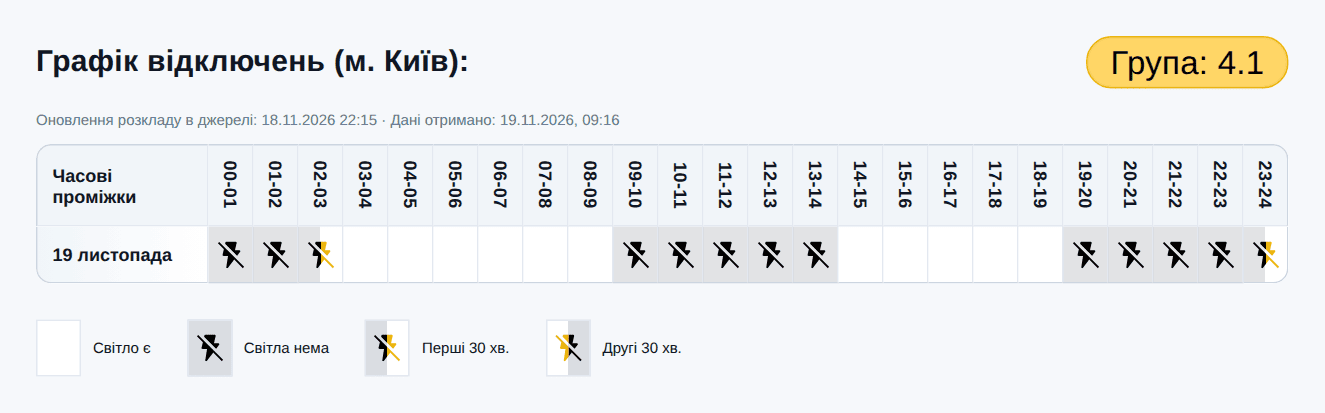 Графік відключень (м. Київ):
Група: 4.1
Оновлення розкладу в джерелі: 18.11.2026 22:15 · Дані отримано: 19.11.2026, 09:16
Часові
проміжки
00-01 01-02 02-03 03-04 04-05 05-06 06-07 07-08 08-09 09-10 10-11 11-12 12-13 13-14 14-15 15-16 16-17 17-18 18-19 19-20 20-21 21-22 22-23 23-24
19 листопада
Світло є
Світла нема
Перші 30 хв.
Другі 30 хв.